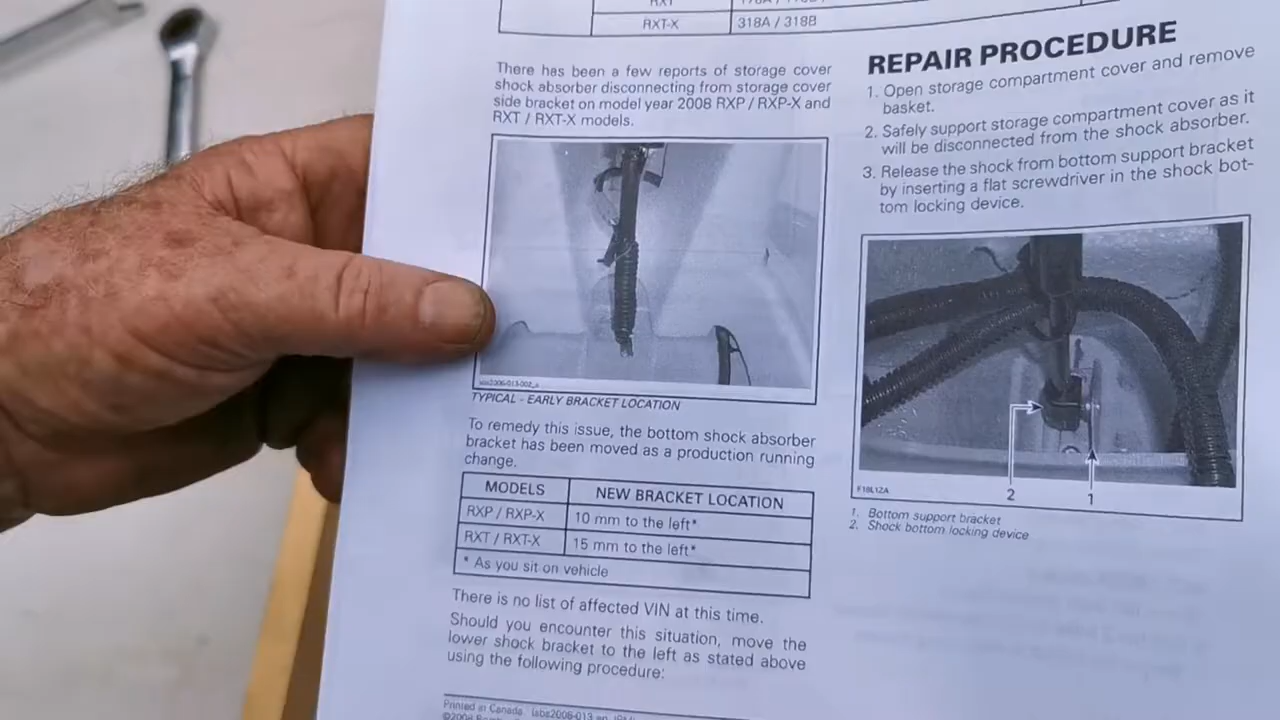 RXT
RXT-X
318A / 318B
There has been a few reports of storage cover
shock absorber disconnecting from storage cover
side bracket on model year 2008 RXP / RXP-X and
RXT / RXT-X models.
TYPICAL - EARLY BRACKET LOCATION
To remedy this issue, the bottom shock absorber
bracket has been moved as a production running
change.
MODELS
NEW BRACKET LOCATION
RXP / RXP-X
10 mm to the left*
RXT / RXT-X
15 mm to the left*
* As you sit on vehicle
There is no list of affected VIN at this time.
Should you encounter this situation, move the
lower shock bracket to the left as stated above
using the following procedure:
Printed in Canada.
REPAIR PROCEDURE
1. Open storage compartment cover and remove
basket.
2. Safely support storage compartment cover as it
will be disconnected from the shock absorber.
3. Release the shock from bottom support bracket
by inserting a flat screwdriver in the shock bot-
tom locking device.
F18L1ZA
2
1
1. Bottom support bracket
2. Shock bottom locking device